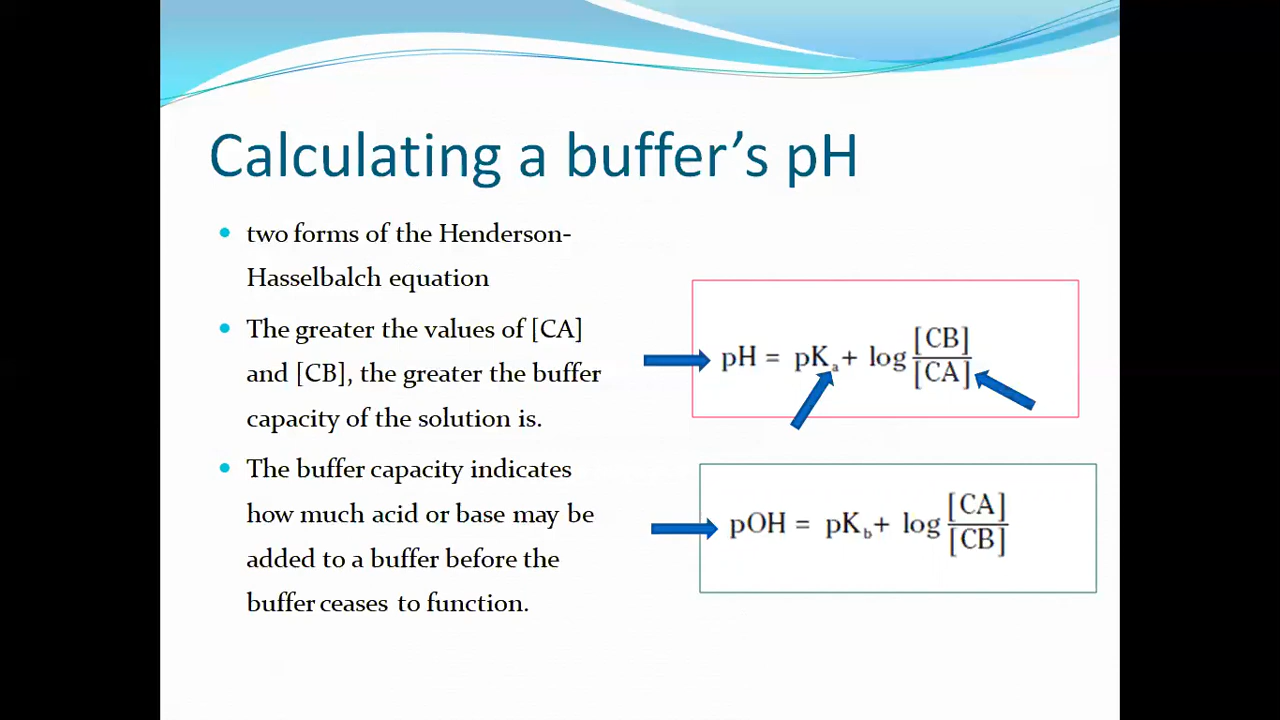 Calculating a buffer’s pH
two forms of the Henderson-
Hasselbalch equation
The greater the values of [CA]
and [CB], the greater the buffer
capacity of the solution is.
The buffer capacity indicates
how much acid or base may be
added to a buffer before the
buffer ceases to function.
pH = pKa + log [CB]/[CA]
pOH = pKb + log [CA]/[CB]